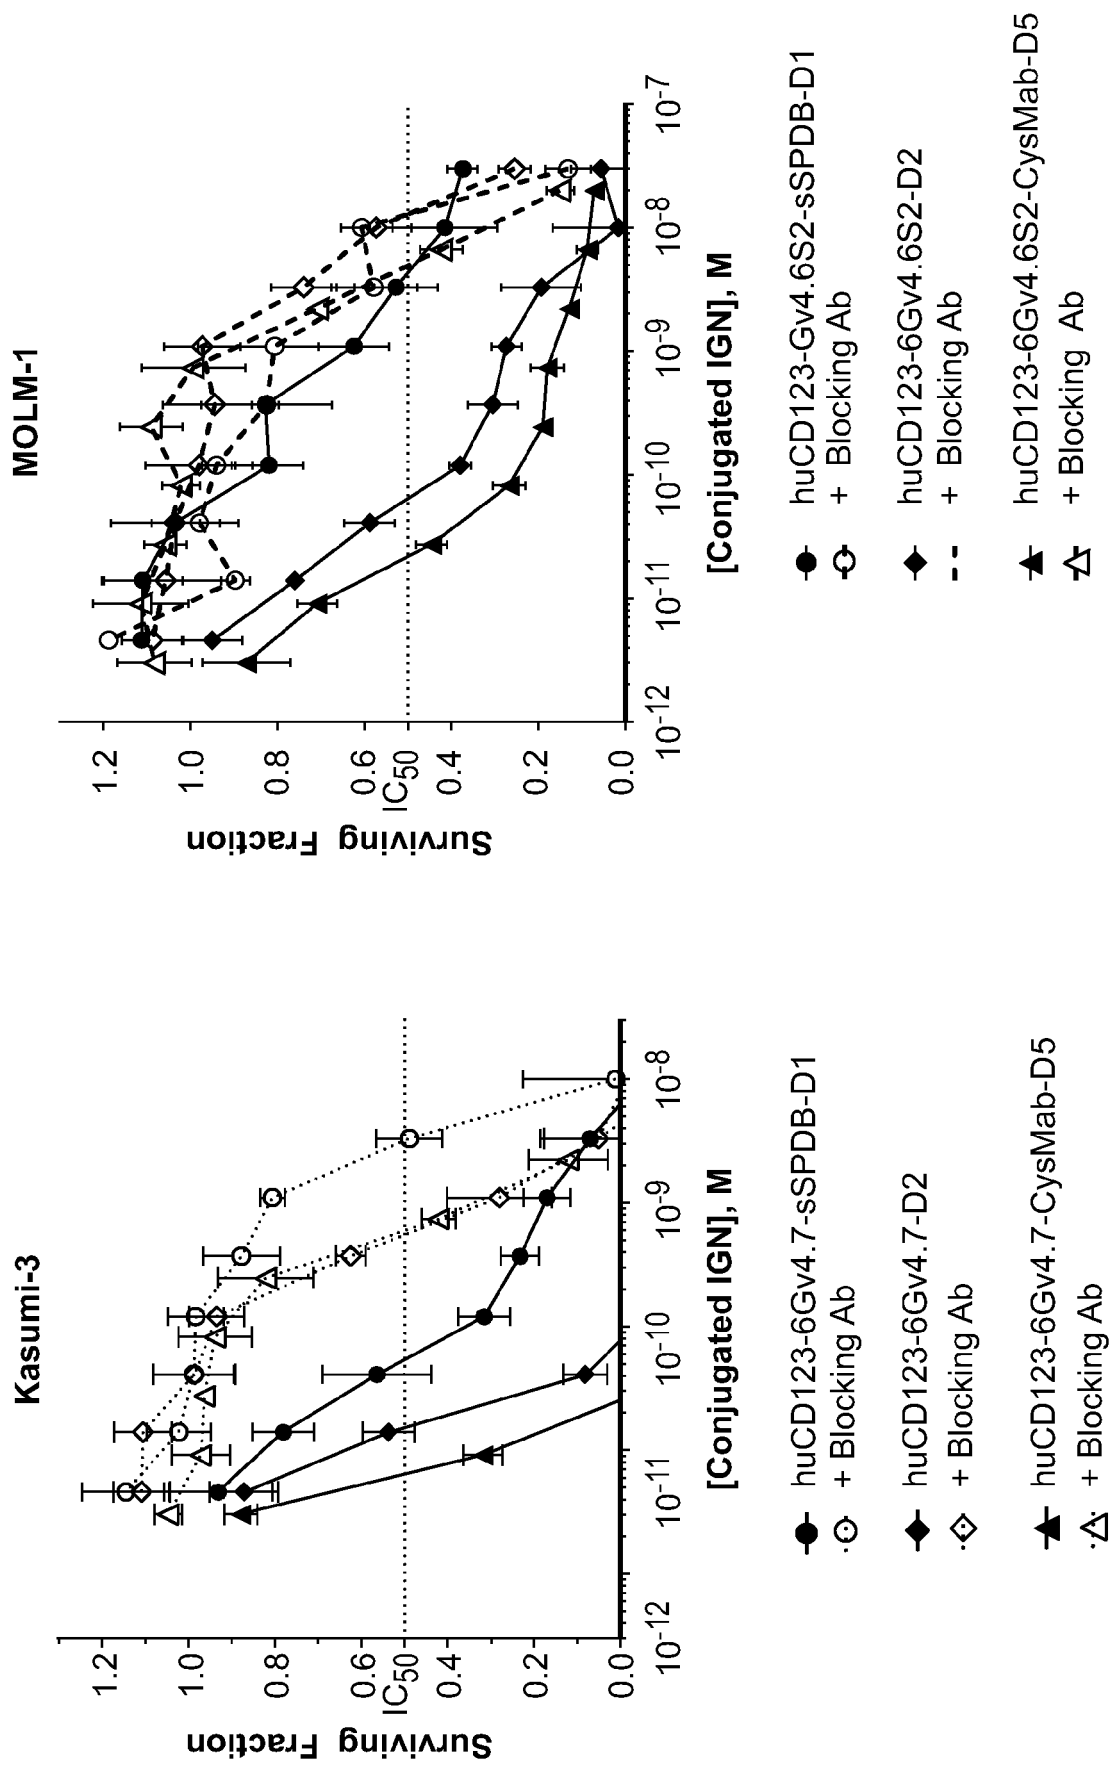 Kasumi-3
Surviving Fraction
1.2
1.0
0.8
0.6
IC50
0.4
0.2
0.0
10-12
10-11
10-10
10-9
10-8
[Conjugated IGN], M
huCD123-6Gv4.7-sSPDB-D1
+ Blocking Ab
huCD123-6Gv4.7-D2
+ Blocking Ab
huCD123-6Gv4.7-CysMab-D5
+ Blocking Ab
MOLM-1
Surviving Fraction
1.2
1.0
0.8
0.6
IC50
0.4
0.2
0.0
10-12
10-11
10-10
10-9
10-8
10-7
[Conjugated IGN], M
huCD123-Gv4.6S2-sSPDB-D1
+ Blocking Ab
huCD123-6Gv4.6S2-D2
+ Blocking Ab
huCD123-6Gv4.6S2-CysMab-D5
+ Blocking Ab